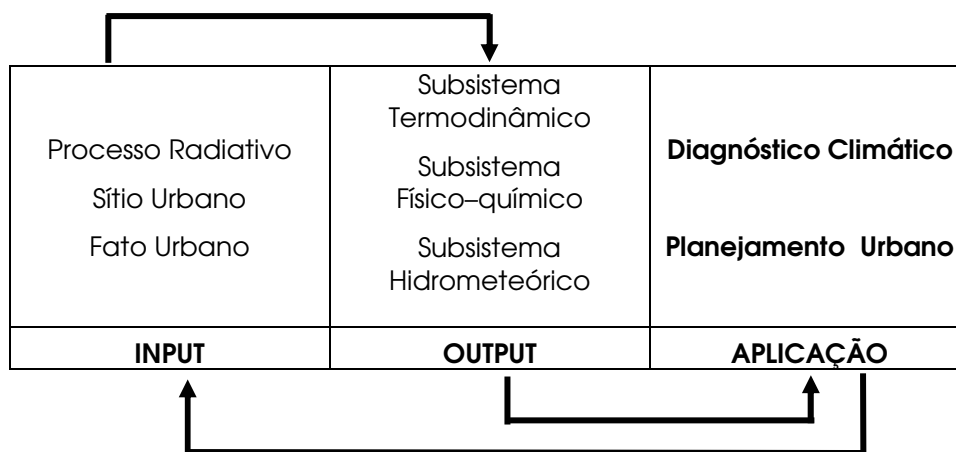 Processo Radiativo
Sítio Urbano
Fato Urbano
Subsistema
Termodinâmico
Subsistema
Físico–químico
Subsistema
Hidrometeórico
Diagnóstico Climático
Planejamento Urbano
INPUT
OUTPUT
APLICAÇÃO